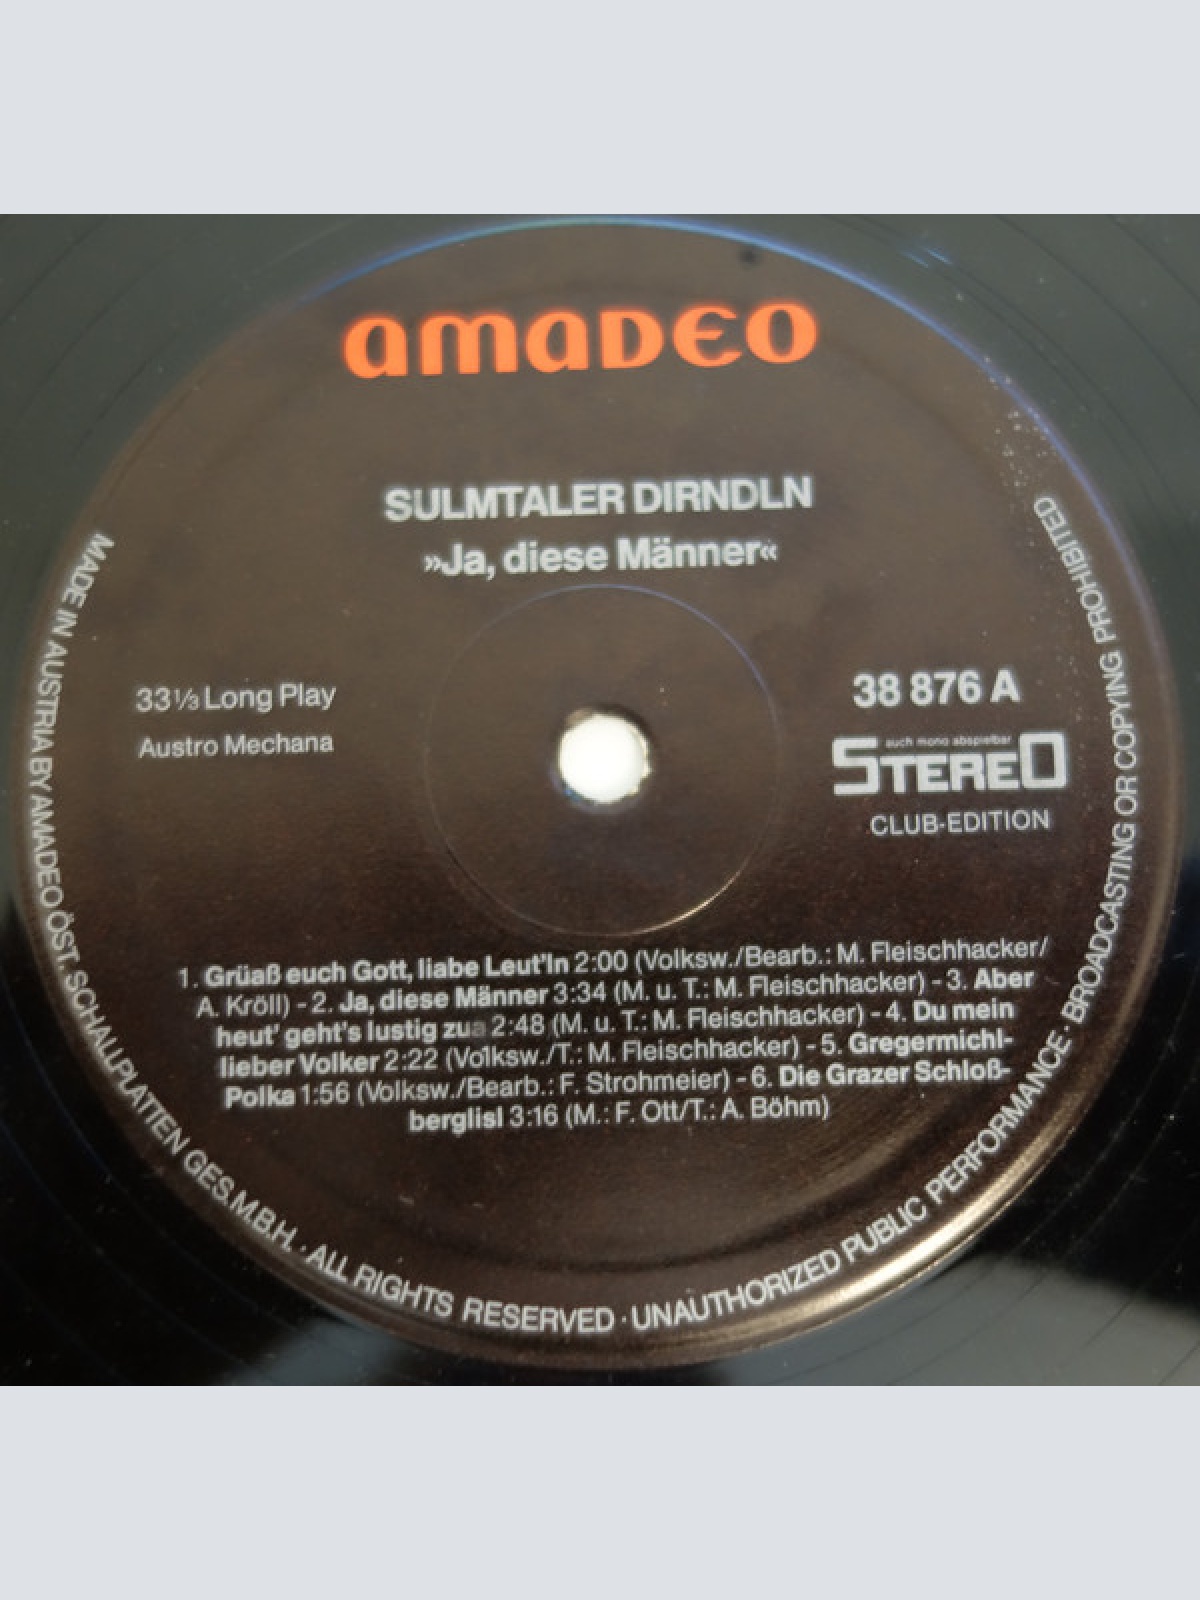 amaDEO
SULMTALER DIRNDLN
»Ja, diese Männer«
33⅓ Long Play
Austro Mechana
38 876 A
auch mono abspielbar
STEREO
CLUB-EDITION
1. Grüaß euch Gott, liabe Leut'ln 2:00 (Volksw./Bearb.: M. Fleischhacker/
A. Kröll) - 2. Ja, diese Männer 3:34 (M. u. T.: M. Fleischhacker) - 3. Aber
heut' geht's lustig zua 2:48 (M. u. T.: M. Fleischhacker) - 4. Du mein
lieber Volker 2:22 (Volksw./T.: M. Fleischhacker) - 5. Gregermichl-
Polka 1:56 (Volksw./Bearb.: F. Strohmeier) - 6. Die Grazer Schloß-
berglisl 3:16 (M.: F. Ott/T.: A. Böhm)
MADE IN AUSTRIA BY AMADEO ÖST. SCHALLPLATTEN GES.M.B.H. · ALL RIGHTS RESERVED · UNAUTHORIZED PUBLIC PERFORMANCE · BROADCASTING OR COPYING PROHIBITED